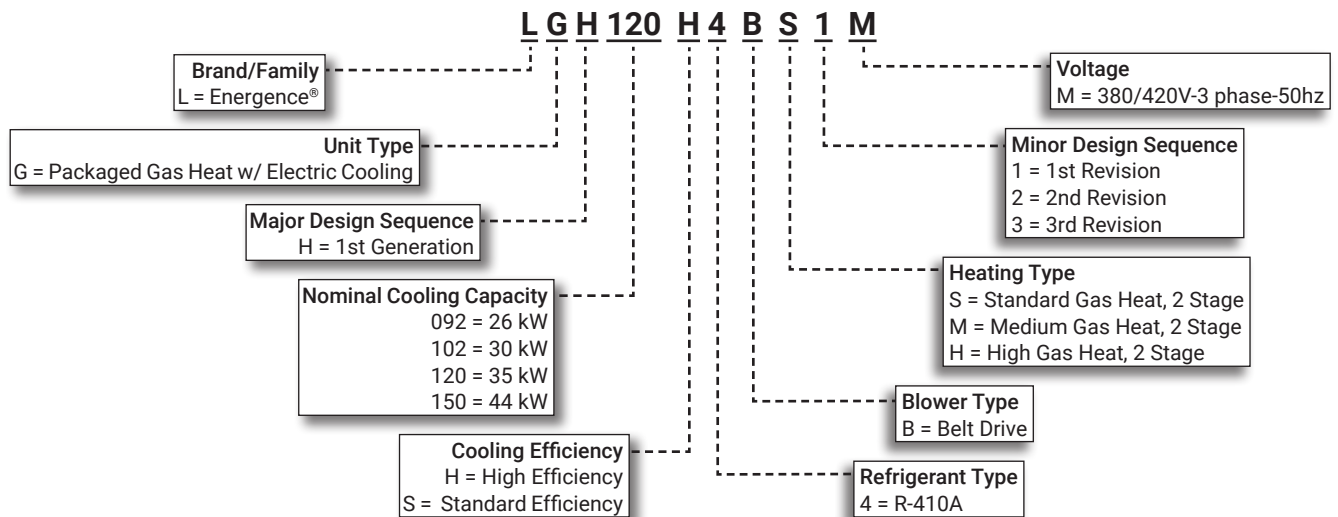 L G H 120 H 4 B S 1 M
Brand/Family
L = Energence®
Unit Type
G = Packaged Gas Heat w/ Electric Cooling
Major Design Sequence
H = 1st Generation
Nominal Cooling Capacity
092 = 26 kW
102 = 30 kW
120 = 35 kW
150 = 44 kW
Cooling Efficiency
H = High Efficiency
S = Standard Efficiency
Voltage
M = 380/420V-3 phase-50hz
Minor Design Sequence
1 = 1st Revision
2 = 2nd Revision
3 = 3rd Revision
Heating Type
S = Standard Gas Heat, 2 Stage
M = Medium Gas Heat, 2 Stage
H = High Gas Heat, 2 Stage
Blower Type
B = Belt Drive
Refrigerant Type
4 = R-410A